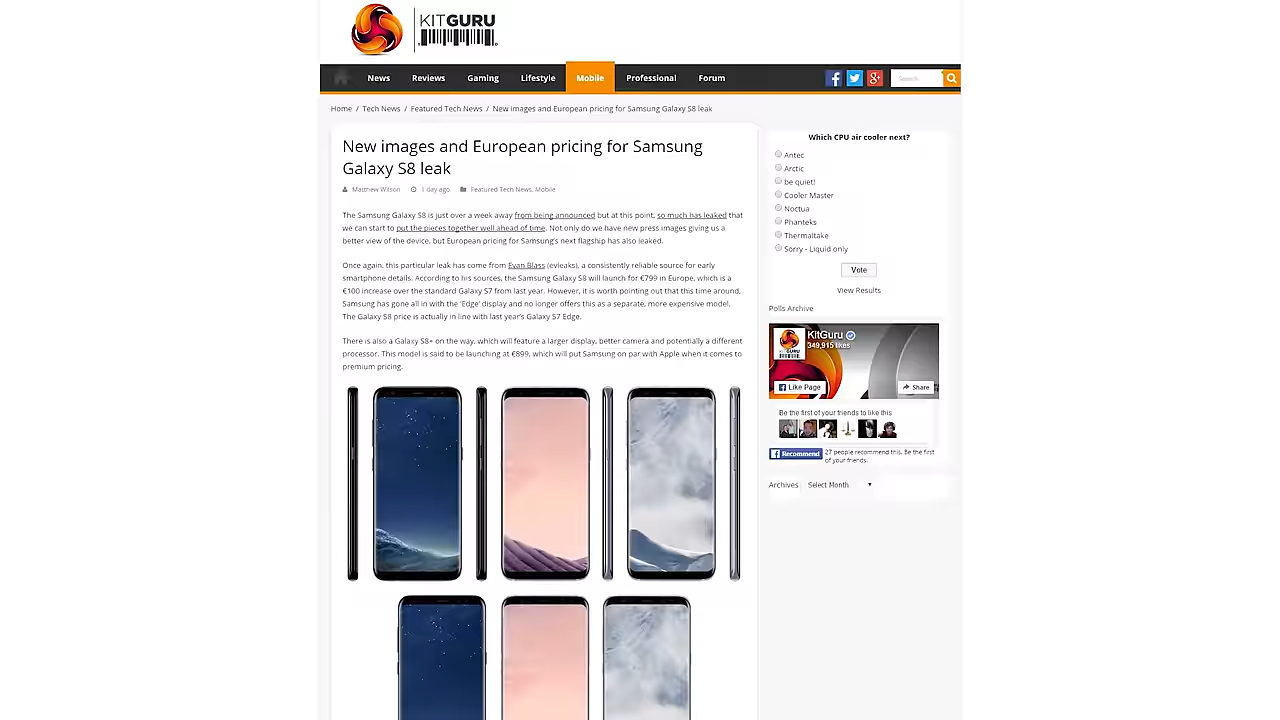 KITGURU
News Reviews Gaming Lifestyle Mobile Professional Forum Search...
Home / Tech News / Featured Tech News / New images and European pricing for Samsung Galaxy S8 leak
New images and European pricing for Samsung
Galaxy S8 leak
Matthew Wilson 1 day ago Featured Tech News, Mobile
The Samsung Galaxy S8 is just over a week away from being announced but at this point, so much has leaked that
we can start to put the pieces together well ahead of time. Not only do we have new press images giving us a
better view of the device, but European pricing for Samsung's next flagship has also leaked.
Once again, this particular leak has come from Evan Blass (evleaks), a consistently reliable source for early
smartphone details. According to his sources, the Samsung Galaxy S8 will launch for €799 in Europe, which is a
€100 increase over the standard Galaxy S7 from last year. However, it is worth pointing out that this time around,
Samsung has gone all in with the 'Edge' display and no longer offers this as a separate, more expensive model.
The Galaxy S8 price is actually in line with last year's Galaxy S7 Edge.
There is also a Galaxy S8+ on the way, which will feature a larger display, better camera and potentially a different
processor. This model is said to be launching at €899, which will put Samsung on par with Apple when it comes to
premium pricing.
Which CPU air cooler next?
Antec
Arctic
be quiet!
Cooler Master
Noctua
Phanteks
Thermaltake
Sorry - Liquid only
Vote
View Results
Polls Archive
KitGuru
349,915 likes
Like Page Share
Be the first of your friends to like this
Recommend 27 people recommend this. Be the first
of your friends.
Archives Select Month